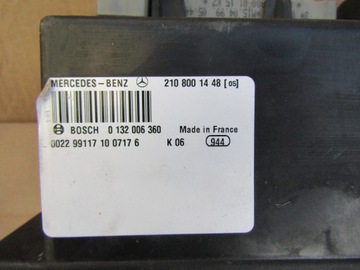 MERCEDES-BENZ 210 800 14 48 [05]
BOSCH 0 132 006 360 Made in France
0022 99117 10 0717 6 K 06 944